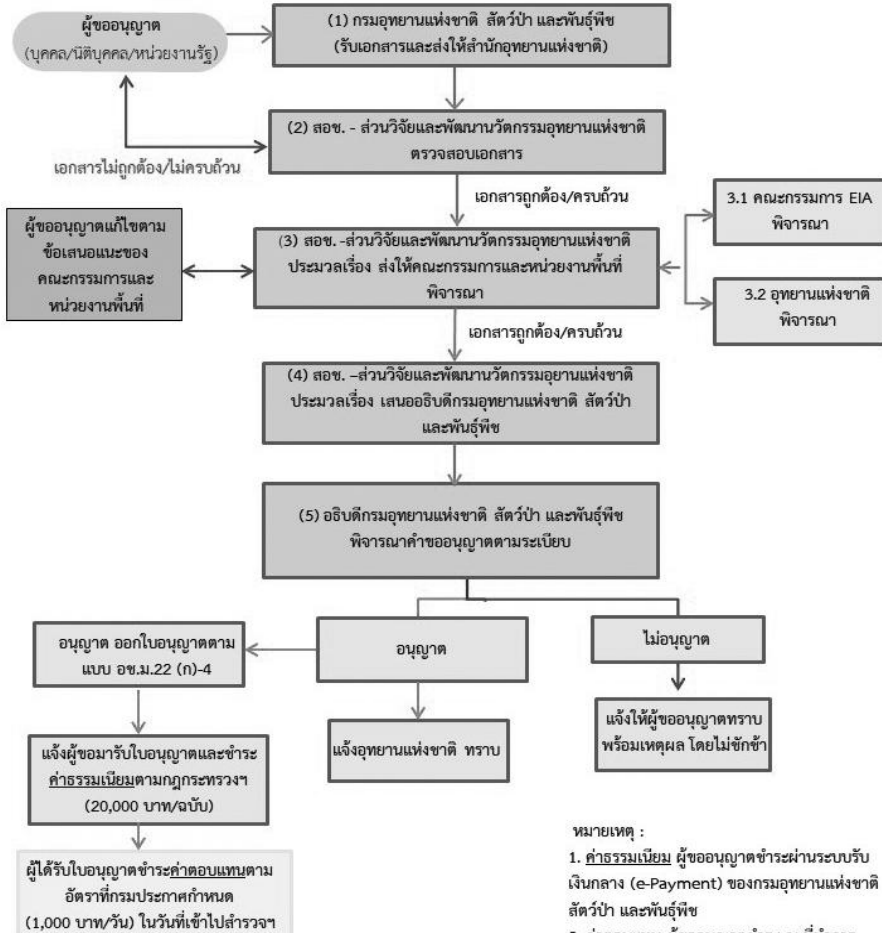 ผู้ขออนุญาต
(บุคคล/นิติบุคคล/หน่วยงานรัฐ)
(1) กรมอุทยานแห่งชาติ สัตว์ป่า และพันธุ์พืช
(รับเอกสารและส่งให้สำนักอุทยานแห่งชาติ)
(2) สอช. - ส่วนวิจัยและพัฒนานวัตกรรมอุทยานแห่งชาติ
ตรวจสอบเอกสาร
เอกสารไม่ถูกต้อง/ไม่ครบถ้วน
เอกสารถูกต้อง/ครบถ้วน
ผู้ขออนุญาตแก้ไขตาม
ข้อเสนอแนะของ
คณะกรรมการและ
หน่วยงานพื้นที่
(3) สอช. -ส่วนวิจัยและพัฒนานวัตกรรมอุทยานแห่งชาติ
ประมวลเรื่อง ส่งให้คณะกรรมการและหน่วยงานพื้นที่
พิจารณา
3.1 คณะกรรมการ EIA
พิจารณา
3.2 อุทยานแห่งชาติ
พิจารณา
เอกสารถูกต้อง/ครบถ้วน
(4) สอช. –ส่วนวิจัยและพัฒนานวัตกรรมอุยานแห่งชาติ
ประมวลเรื่อง เสนออธิบดีกรมอุทยานแห่งชาติ สัตว์ป่า
และพันธุ์พืช
(5) อธิบดีกรมอุทยานแห่งชาติ สัตว์ป่า และพันธุ์พืช
พิจารณาคำขออนุญาตตามระเบียบ
อนุญาต ออกใบอนุญาตตาม
แบบ อช.ม.22 (ก)-4
อนุญาต
ไม่อนุญาต
แจ้งผู้ขอมารับใบอนุญาตและชำระ
ค่าธรรมเนียมตามกฎกระทรวงฯ
(20,000 บาท/ฉบับ)
แจ้งอุทยานแห่งชาติ ทราบ
แจ้งให้ผู้ขออนุญาตทราบ
พร้อมเหตุผล โดยไม่ชักช้า
ผู้ได้รับใบอนุญาตชำระค่าตอบแทนตาม
อัตราที่กรมประกาศกำหนด
(1,000 บาท/วัน) ในวันที่เข้าไปสำรวจฯ
หมายเหตุ :
1. ค่าธรรมเนียม ผู้ขออนุญาตชำระผ่านระบบรับ
เงินกลาง (e-Payment) ของกรมอุทยานแห่งชาติ
สัตว์ป่า และพันธุ์พืช